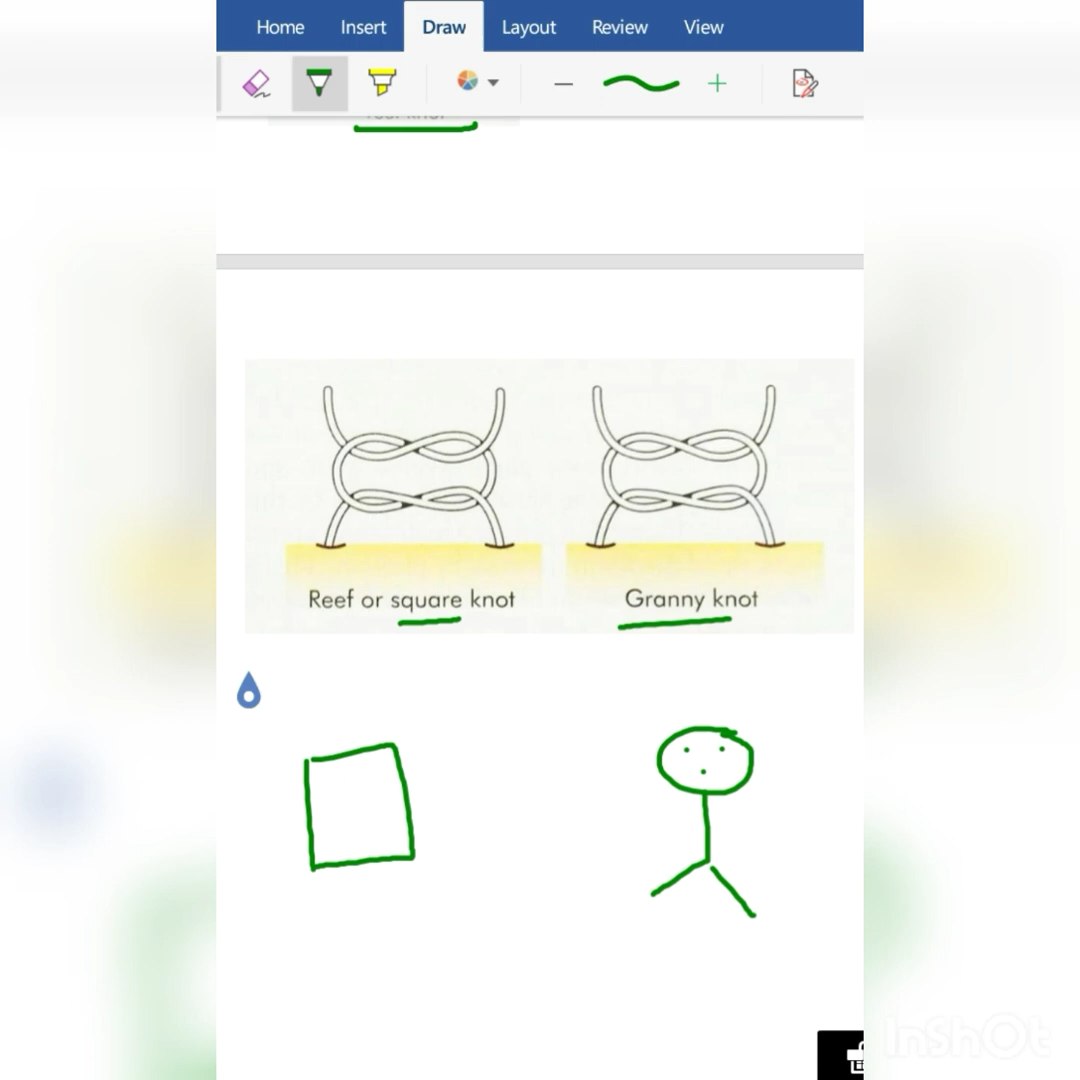 Home Insert Draw Layout Review View
Reef or square knot Granny knot
InShOt